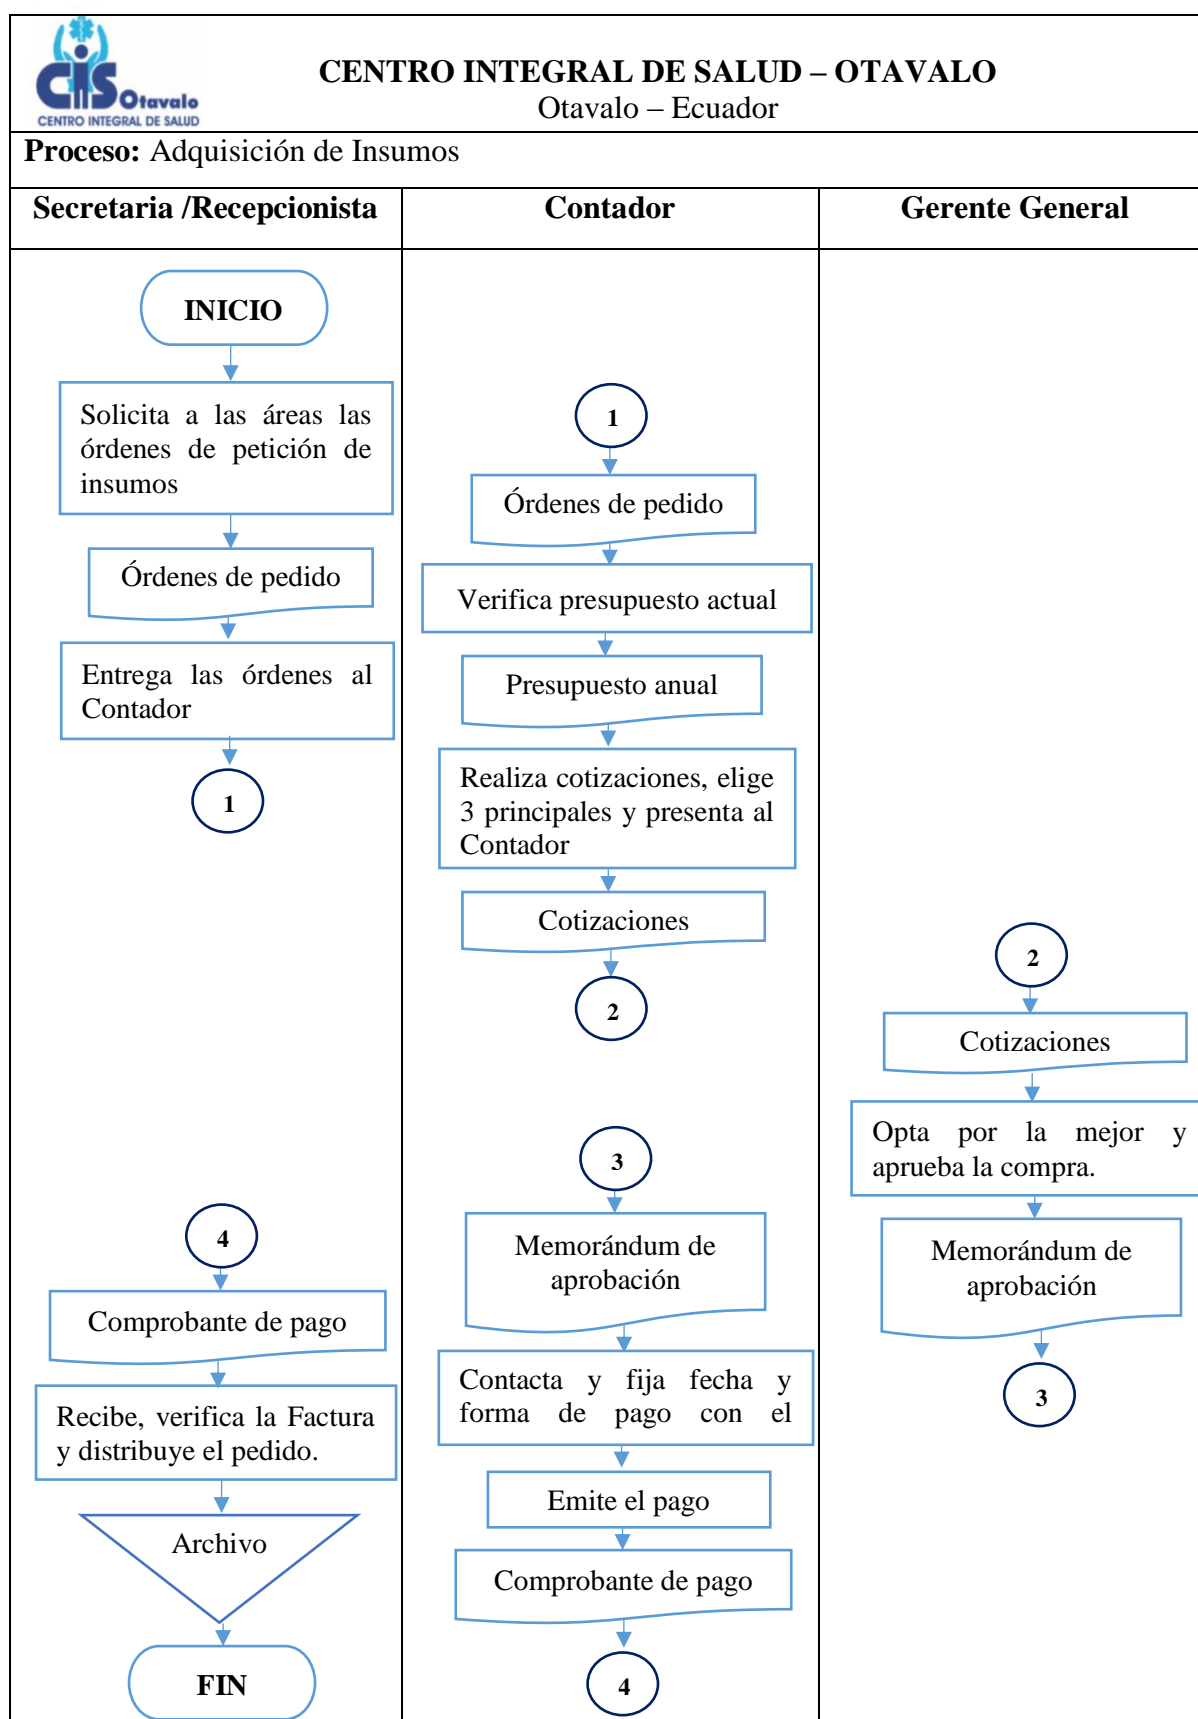 CiS Otavalo
CENTRO INTEGRAL DE SALUD
CENTRO INTEGRAL DE SALUD – OTAVALO
Otavalo – Ecuador
Proceso: Adquisición de Insumos
Secretaria /Recepcionista
Contador
Gerente General
INICIO
Solicita a las áreas las
órdenes de petición de
insumos
Órdenes de pedido
Entrega las órdenes al
Contador
1
1
Órdenes de pedido
Verifica presupuesto actual
Presupuesto anual
Realiza cotizaciones, elige
3 principales y presenta al
Contador
Cotizaciones
2
2
Cotizaciones
Opta por la mejor y
aprueba la compra.
Memorándum de
aprobación
3
3
Memorándum de
aprobación
Contacta y fija fecha y
forma de pago con el
Emite el pago
Comprobante de pago
4
4
Comprobante de pago
Recibe, verifica la Factura
y distribuye el pedido.
Archivo
FIN